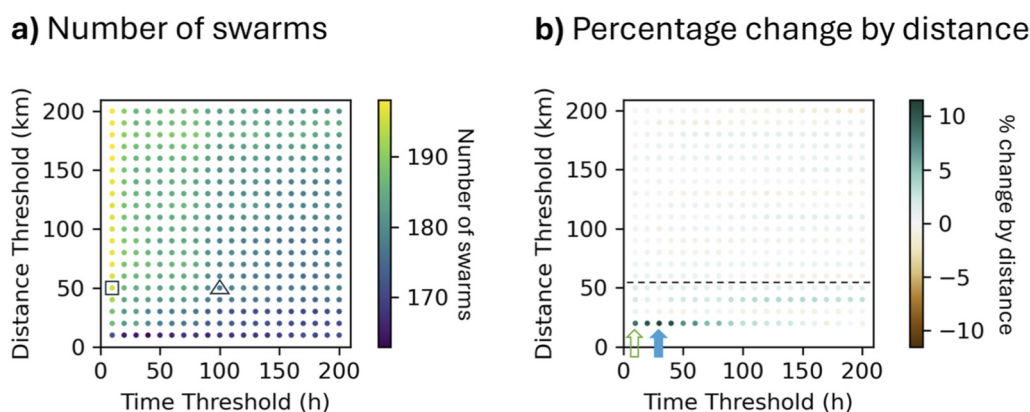 a) Number of swarms
200
150
100
50
0
Distance Threshold (km)
0 50 100 150 200
Time Threshold (h)
190
180
170
Number of swarms
b) Percentage change by distance
200
150
100
50
0
Distance Threshold (km)
0 50 100 150 200
Time Threshold (h)
10
5
0
−5
−10
% change by distance